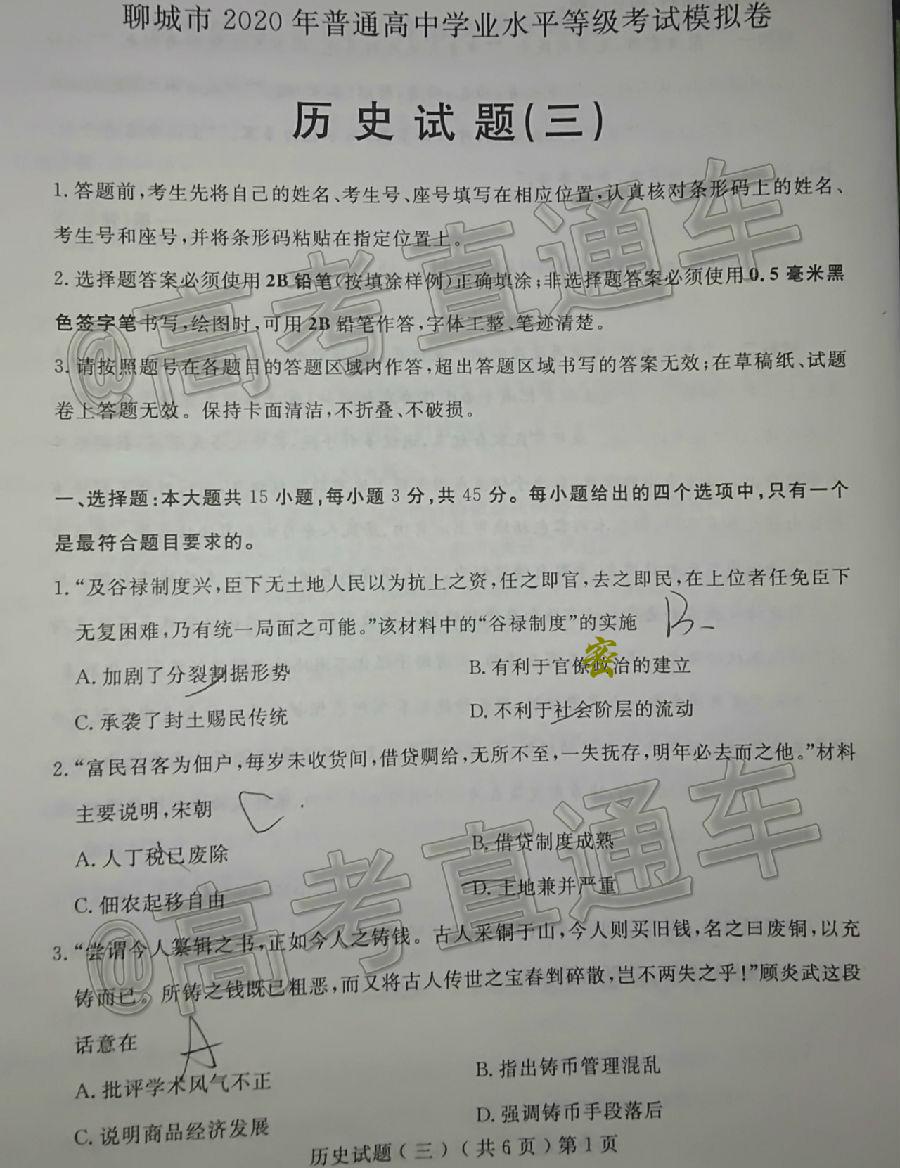 聊城市2020年普通高中学业水平等级考试模拟卷
历史试题(三)
1.答题前,考生先将自己的姓名、考生号、座号填写在相应位置,认真核对条形码上的姓名、
考生号和座号,并将条形码粘贴在指定位置上。
2.选择题答案必须使用2B铅笔(按填涂样例)正确填涂;非选择题答案必须使用0.5毫米黑
色签字笔书写,绘图时,可用2B铅笔作答,字体工整、笔迹清楚。
3.请按照题号在各题目的答题区域内作答,超出答题区域书写的答案无效;在草稿纸、试题
卷上答题无效。保持卡面清洁,不折叠、不破损。
@高考直通车
一、选择题:本大题共15小题,每小题3分,共45分。每小题给出的四个选项中,只有一个
是最符合题目要求的。
1.“及谷禄制度兴,臣下无土地人民以为抗上之资,任之即官,去之即民,在上位者任免臣下
无复困难,乃有统一局面之可能。”该材料中的“谷禄制度”的实施 B
A.加剧了分裂割据形势 B.有利于官僚政治的建立
密
C.承袭了封土赐民传统 D.不利于社会阶层的流动
2.“富民召客为佃户,每岁未收货间,借贷赒给,无所不至,一失抚存,明年必去而之他。”材料
主要说明,宋朝 C
A.人丁税已废除 B.借贷制度成熟
C.佃农起移自由 D.土地兼并严重
@高考直通车
3.“尝谓今人纂辑之书,正如今人之铸钱。古人采铜于山,今人则买旧钱,名之曰废铜,以充
铸而已。所铸之钱既已粗恶,而又将古人传世之宝舂剉碎散,岂不两失之乎!”顾炎武这段
话意在 A
A.批评学术风气不正 B.指出铸币管理混乱
C.说明商品经济发展 D.强调铸币手段落后
历史试题(三)(共6页)第1页